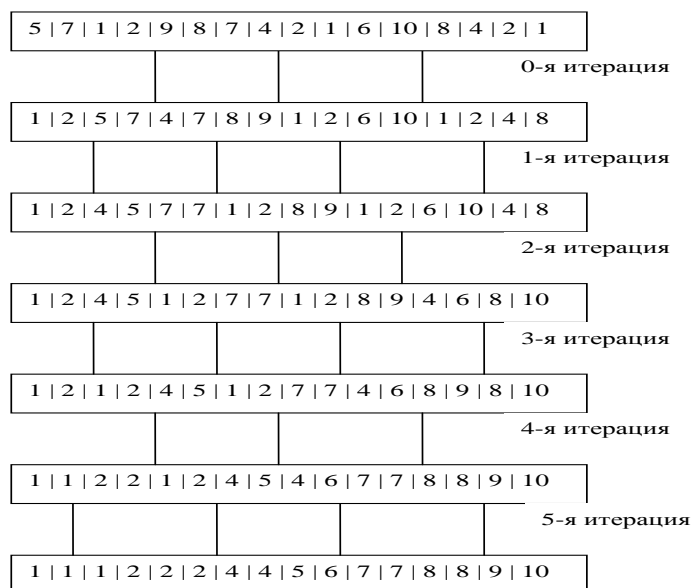 5 | 7 | 1 | 2 | 9 | 8 | 7 | 4 | 2 | 1 | 6 | 10 | 8 | 4 | 2 | 1
0-я итерация
1 | 2 | 5 | 7 | 4 | 7 | 8 | 9 | 1 | 2 | 6 | 10 | 1 | 2 | 4 | 8
1-я итерация
1 | 2 | 4 | 5 | 7 | 7 | 1 | 2 | 8 | 9 | 1 | 2 | 6 | 10 | 4 | 8
2-я итерация
1 | 2 | 4 | 5 | 1 | 2 | 7 | 7 | 1 | 2 | 8 | 9 | 4 | 6 | 8 | 10
3-я итерация
1 | 2 | 1 | 2 | 4 | 5 | 1 | 2 | 7 | 7 | 4 | 6 | 8 | 9 | 8 | 10
4-я итерация
1 | 1 | 2 | 2 | 1 | 2 | 4 | 5 | 4 | 6 | 7 | 7 | 8 | 8 | 9 | 10
5-я итерация
1 | 1 | 1 | 2 | 2 | 2 | 4 | 4 | 5 | 6 | 7 | 7 | 8 | 8 | 9 | 10